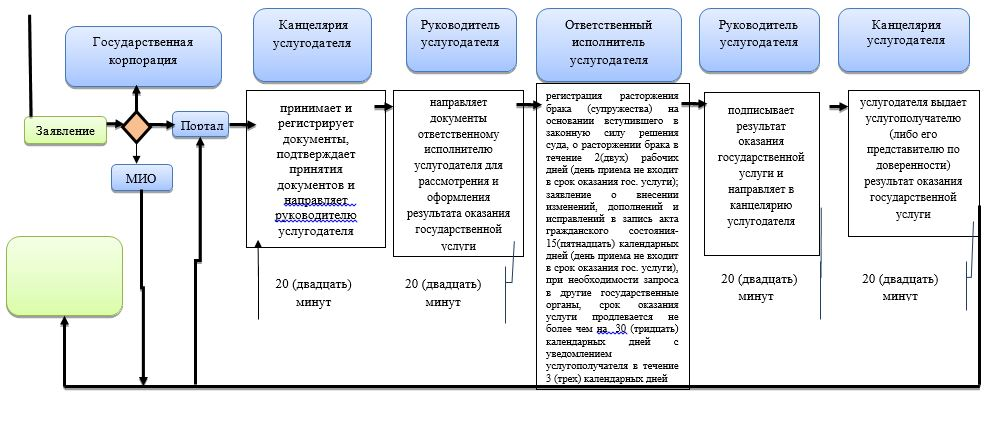 Государственная
корпорация
Канцелярия
услугодателя
Руководитель
услугодателя
Ответственный
исполнитель
услугодателя
Руководитель
услугодателя
Канцелярия
услугодателя
Заявление
Портал
МИО
принимает и
регистрирует
документы,
подтверждает
принятия
документов и
направляет
руководителю
услугодателя
20 (двадцать)
минут
направляет
документы
ответственному
исполнителю
услугодателя для
рассмотрения и
оформления
результата оказания
государственной
услуги
20 (двадцать)
минут
регистрация расторжения
брака (супружества) на
основании вступившего в
законную силу решения
суда, о расторжении брака в
течение 2(двух) рабочих
дней (день приема не входит
в срок оказания гос. услуги);
заявление о внесении
изменений, дополнений и
исправлений в запись акта
гражданского состояния-
15(пятнадцать) календарных
дней (день приема не входит
в срок оказания гос. услуги),
при необходимости запроса
в другие государственные
органы, срок оказания
услуги продлевается не
более чем на 30 (тридцать)
календарных дней с
уведомлением
услугополучателя в течение
3 (трех) календарных дней
подписывает
результат
оказания
государственной
услуги и
направляет в
канцелярию
услугодателя
20 (двадцать)
минут
услугодателя выдает
услугополучателю
(либо его
представителю по
доверенности)
результат оказания
государственной
услуги
20 (двадцать)
минут